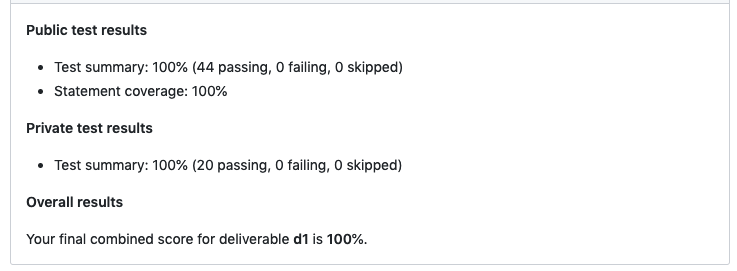 Public test results
• Test summary: 100% (44 passing, 0 failing, 0 skipped)
• Statement coverage: 100%
Private test results
• Test summary: 100% (20 passing, 0 failing, 0 skipped)
Overall results
Your final combined score for deliverable d1 is 100%.